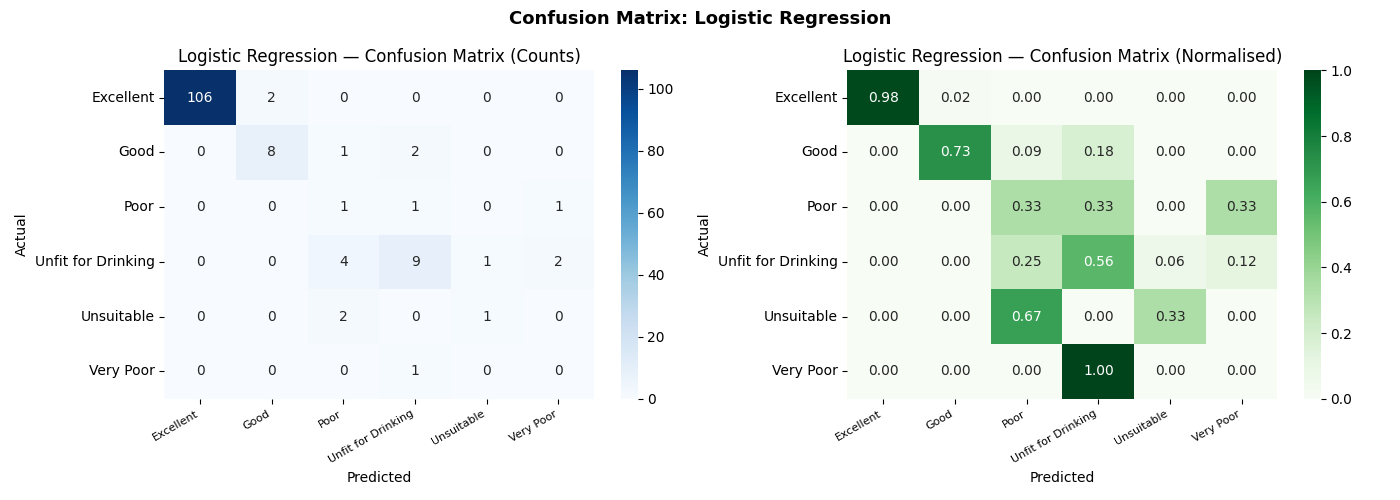 Confusion Matrix: Logistic Regression
Logistic Regression — Confusion Matrix (Counts)
Actual
Excellent 106 2 0 0 0 0
Good 0 8 1 2 0 0
Poor 0 0 1 1 0 1
Unfit for Drinking 0 0 4 9 1 2
Unsuitable 0 0 2 0 1 0
Very Poor 0 0 0 1 0 0
Excellent Good Poor Unfit for Drinking Unsuitable Very Poor
Predicted
100
80
60
40
20
0
Logistic Regression — Confusion Matrix (Normalised)
Actual
Excellent 0.98 0.02 0.00 0.00 0.00 0.00
Good 0.00 0.73 0.09 0.18 0.00 0.00
Poor 0.00 0.00 0.33 0.33 0.00 0.33
Unfit for Drinking 0.00 0.00 0.25 0.56 0.06 0.12
Unsuitable 0.00 0.00 0.67 0.00 0.33 0.00
Very Poor 0.00 0.00 0.00 1.00 0.00 0.00
Excellent Good Poor Unfit for Drinking Unsuitable Very Poor
Predicted
1.0
0.8
0.6
0.4
0.2
0.0